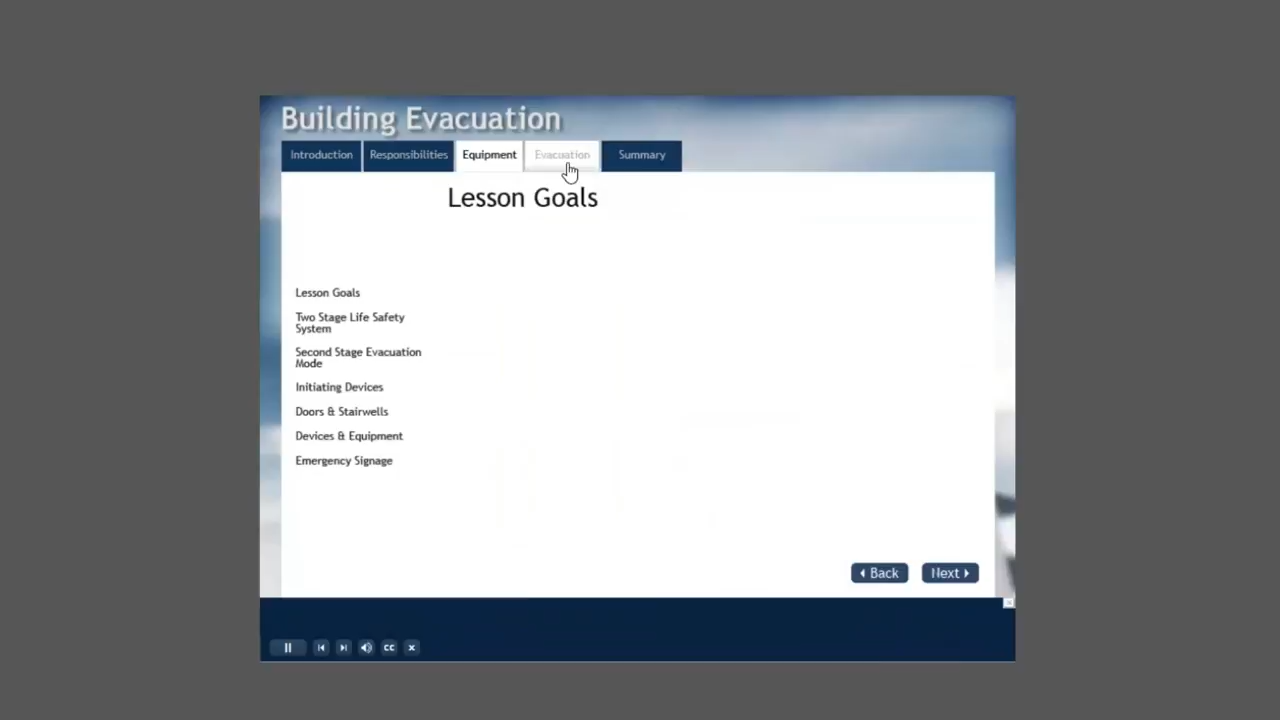 Building Evacuation
Introduction
Responsibilities
Equipment
Evacuation
Summary
Lesson Goals
Lesson Goals
Two Stage Life Safety
System
Second Stage Evacuation
Mode
Initiating Devices
Doors & Stairwells
Devices & Equipment
Emergency Signage
Back
Next
CC